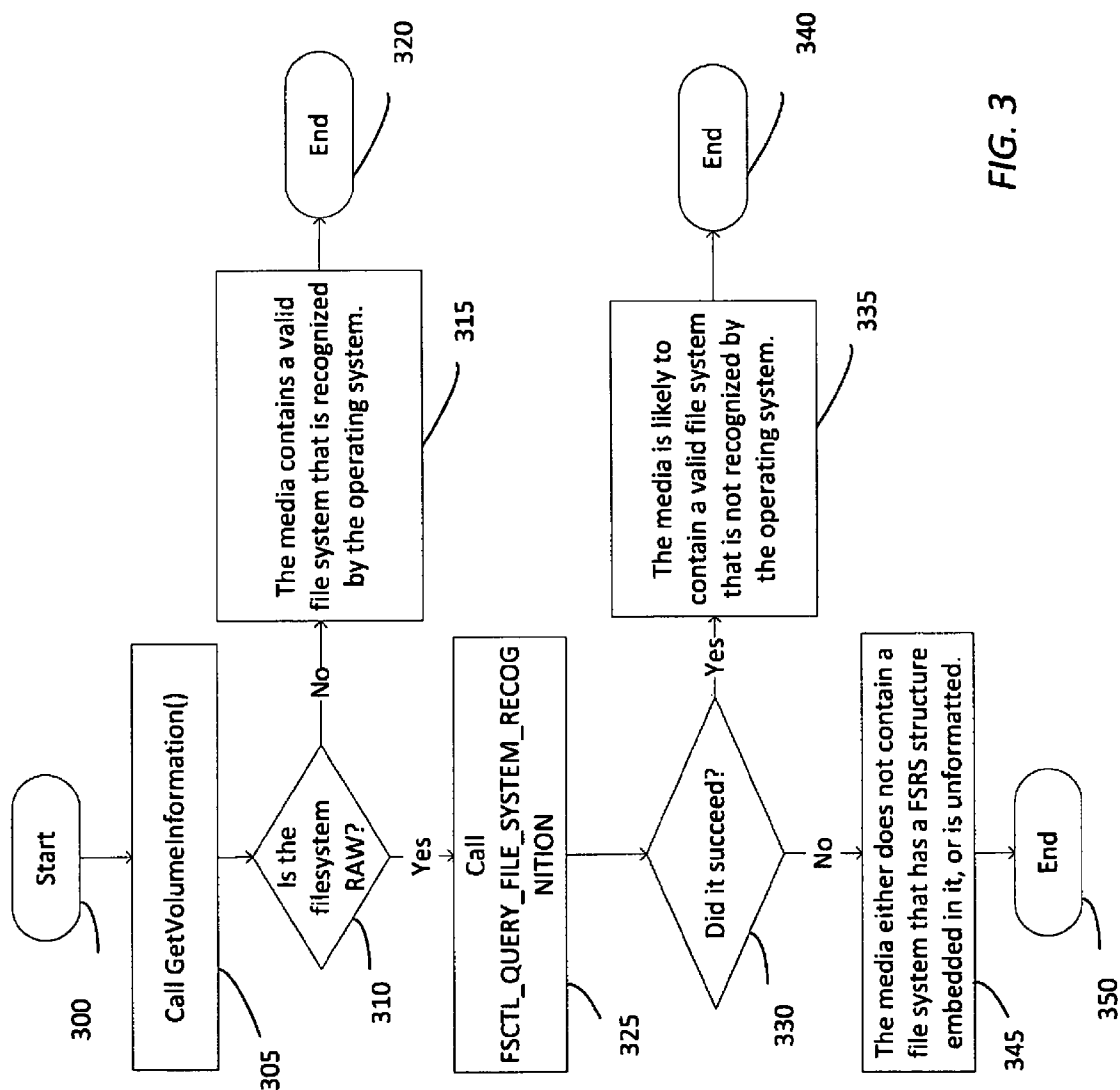 Start
300
Call GetVolumeInformation()
305
Is the
filesystem
RAW?
310
No
The media contains a valid
file system that is recognized
by the operating system.
315
End
320
Yes
Call
FSCTL_QUERY_FILE_SYSTEM_RECOG
NITION
325
Did it succeed?
330
Yes
The media is likely to
contain a valid file system
that is not recognized by
the operating system.
335
End
340
No
The media either does not contain a
file system that has a FSRS structure
embedded in it, or is unformatted.
345
End
350
FIG. 3